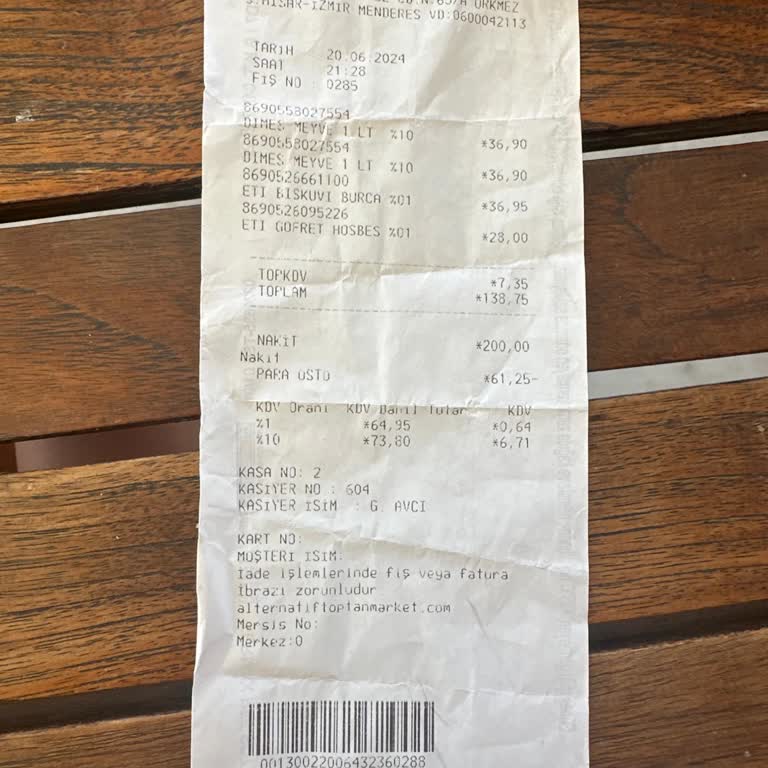 S.HİSAR-İZMİR MENDERES VD:0600042113
TARİH 20.06.2024
SAAT 21:28
FİŞ NO : 0285
8690558027554
DIMES MEYVE 1 LT %10 *36,90
8690558027554
DIMES MEYVE 1 LT %10 *36,90
8690526661100
ETI BISKUVI BURCA %01 *36,95
8690526095226
ETI GOFRET HOSBES %01 *28,00
TOPKDV *7,35
TOPLAM *138,75
NAKİT *200,00
Nakit
PARA ÜSTÜ *61,25-
KDV Oranı KDV Dahil Tutar KDV
%1 *64,95 *0,64
%10 *73,80 *6,71
KASA NO: 2
KASİYER NO : 604
KASİYER İSİM : G. AVCI
KART NO:
MÜŞTERİ İSİM:
İade işlemlerinde fiş veya fatura
ibrazı zorunludur
alternatiftoptanmarket.com
Mersis No:
Merkez:0
00130022006432360288